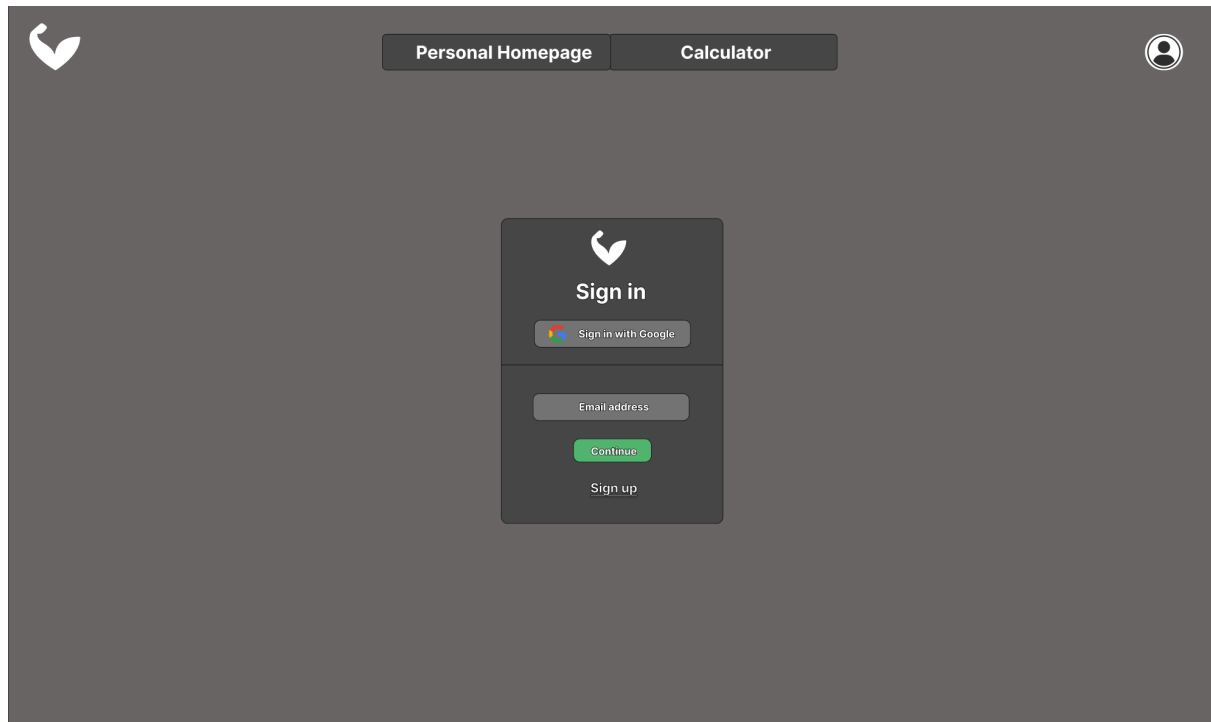 Personal Homepage
Calculator
Sign in
Sign in with Google
Email address
Continue
Sign up